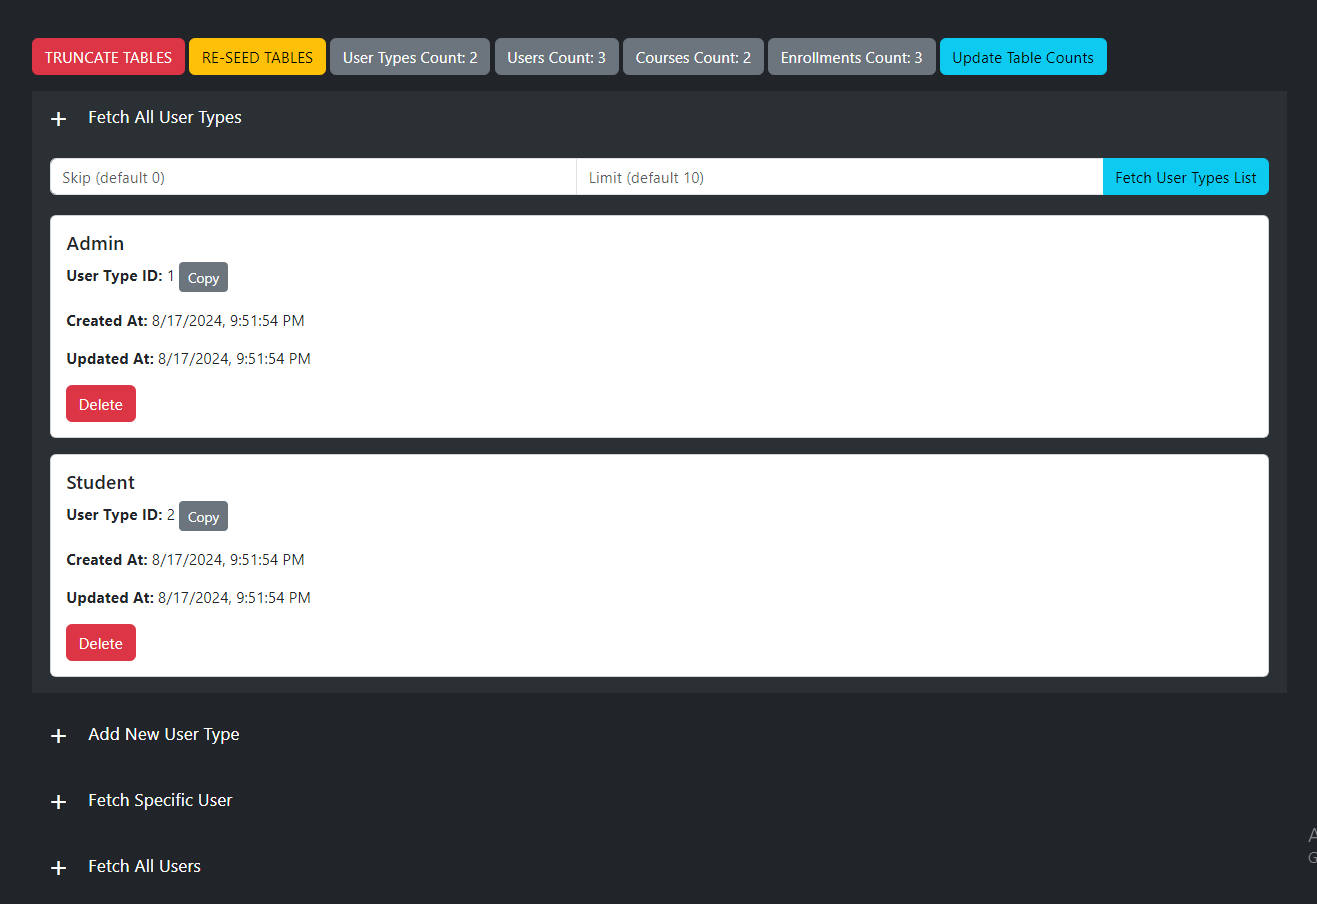 TRUNCATE TABLES RE-SEED TABLES User Types Count: 2 Users Count: 3 Courses Count: 2 Enrollments Count: 3 Update Table Counts
+ Fetch All User Types
Skip (default 0) Limit (default 10) Fetch User Types List
Admin
User Type ID: 1 Copy
Created At: 8/17/2024, 9:51:54 PM
Updated At: 8/17/2024, 9:51:54 PM
Delete
Student
User Type ID: 2 Copy
Created At: 8/17/2024, 9:51:54 PM
Updated At: 8/17/2024, 9:51:54 PM
Delete
+ Add New User Type
+ Fetch Specific User
+ Fetch All Users